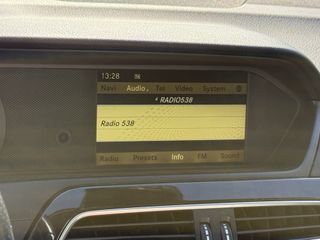 13:28
Navi Audio Tel Video System
RADIO538
Radio 538
Radio Presets Info FM Sound